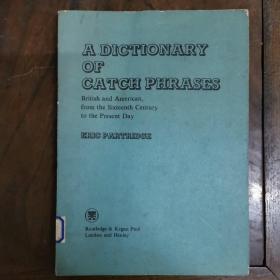 A DICTIONARY
OF
CATCH PHRASES
British and American,
from the Sixteenth Century
to the Present Day
ERIC PARTRIDGE
Routledge & Kegan Paul
London and Henley